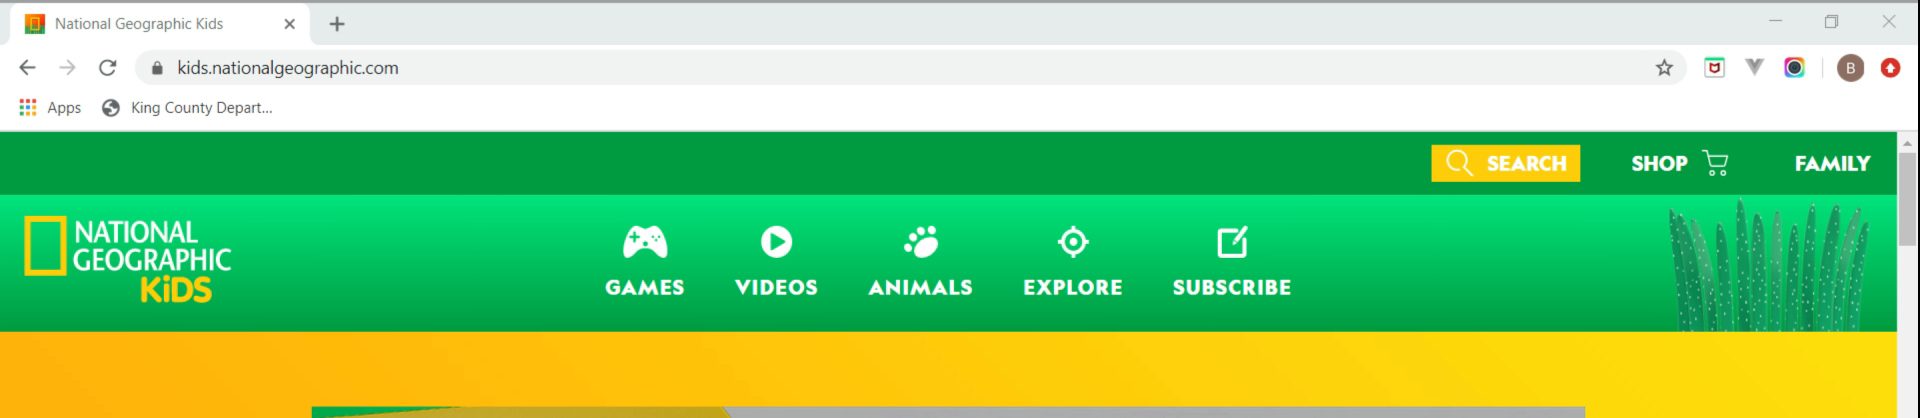 National Geographic Kids
kids.nationalgeographic.com
B
Apps King County Depart...
SEARCH SHOP FAMILY
NATIONAL
GEOGRAPHIC
KiDS
GAMES VIDEOS ANIMALS EXPLORE SUBSCRIBE